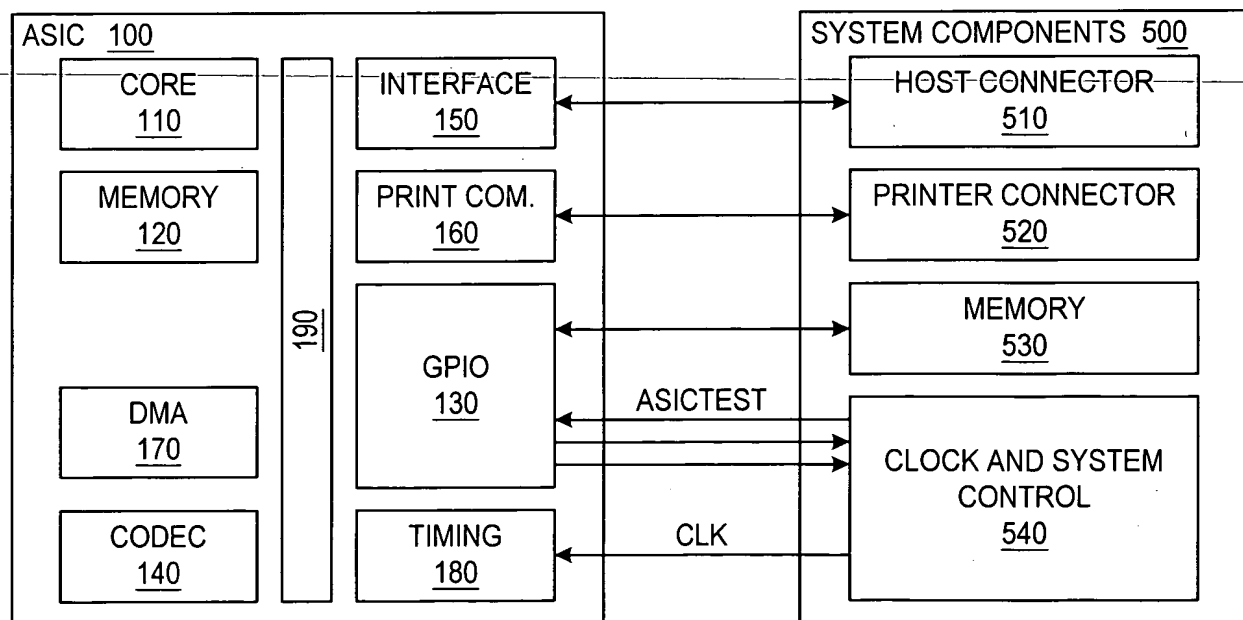 ASIC 100
CORE
110
MEMORY
120
DMA
170
CODEC
140
190
INTERFACE
150
PRINT COM.
160
GPIO
130
TIMING
180
ASICTEST
CLK
SYSTEM COMPONENTS 500
HOST CONNECTOR
510
PRINTER CONNECTOR
520
MEMORY
530
CLOCK AND SYSTEM
CONTROL
540